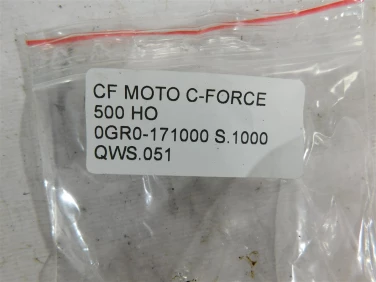 CF MOTO C-FORCE
500 HO
0GR0-171000 S.1000
QWS.051